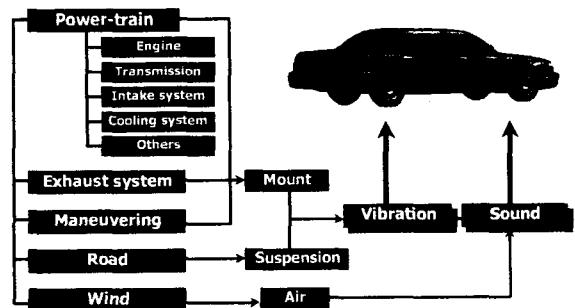 Power-train
Engine
Transmission
Intake system
Cooling system
Others
Exhaust system
Mount
Maneuvering
Vibration
Sound
Road
Suspension
Wind
Air